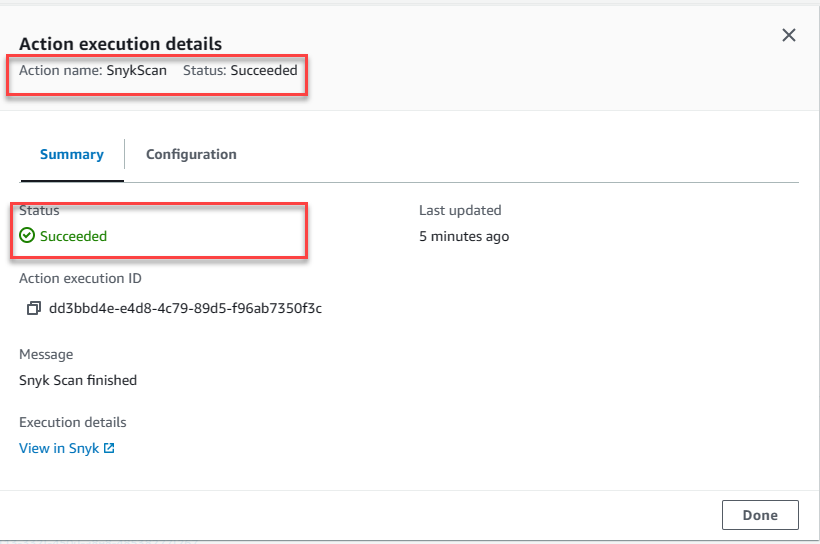 Action execution details
Action name: SnykScan Status: Succeeded
Summary Configuration
Status Last updated
Succeeded 5 minutes ago
Action execution ID
dd3bbd4e-e4d8-4c79-89d5-f96ab7350f3c
Message
Snyk Scan finished
Execution details
View in Snyk
Done